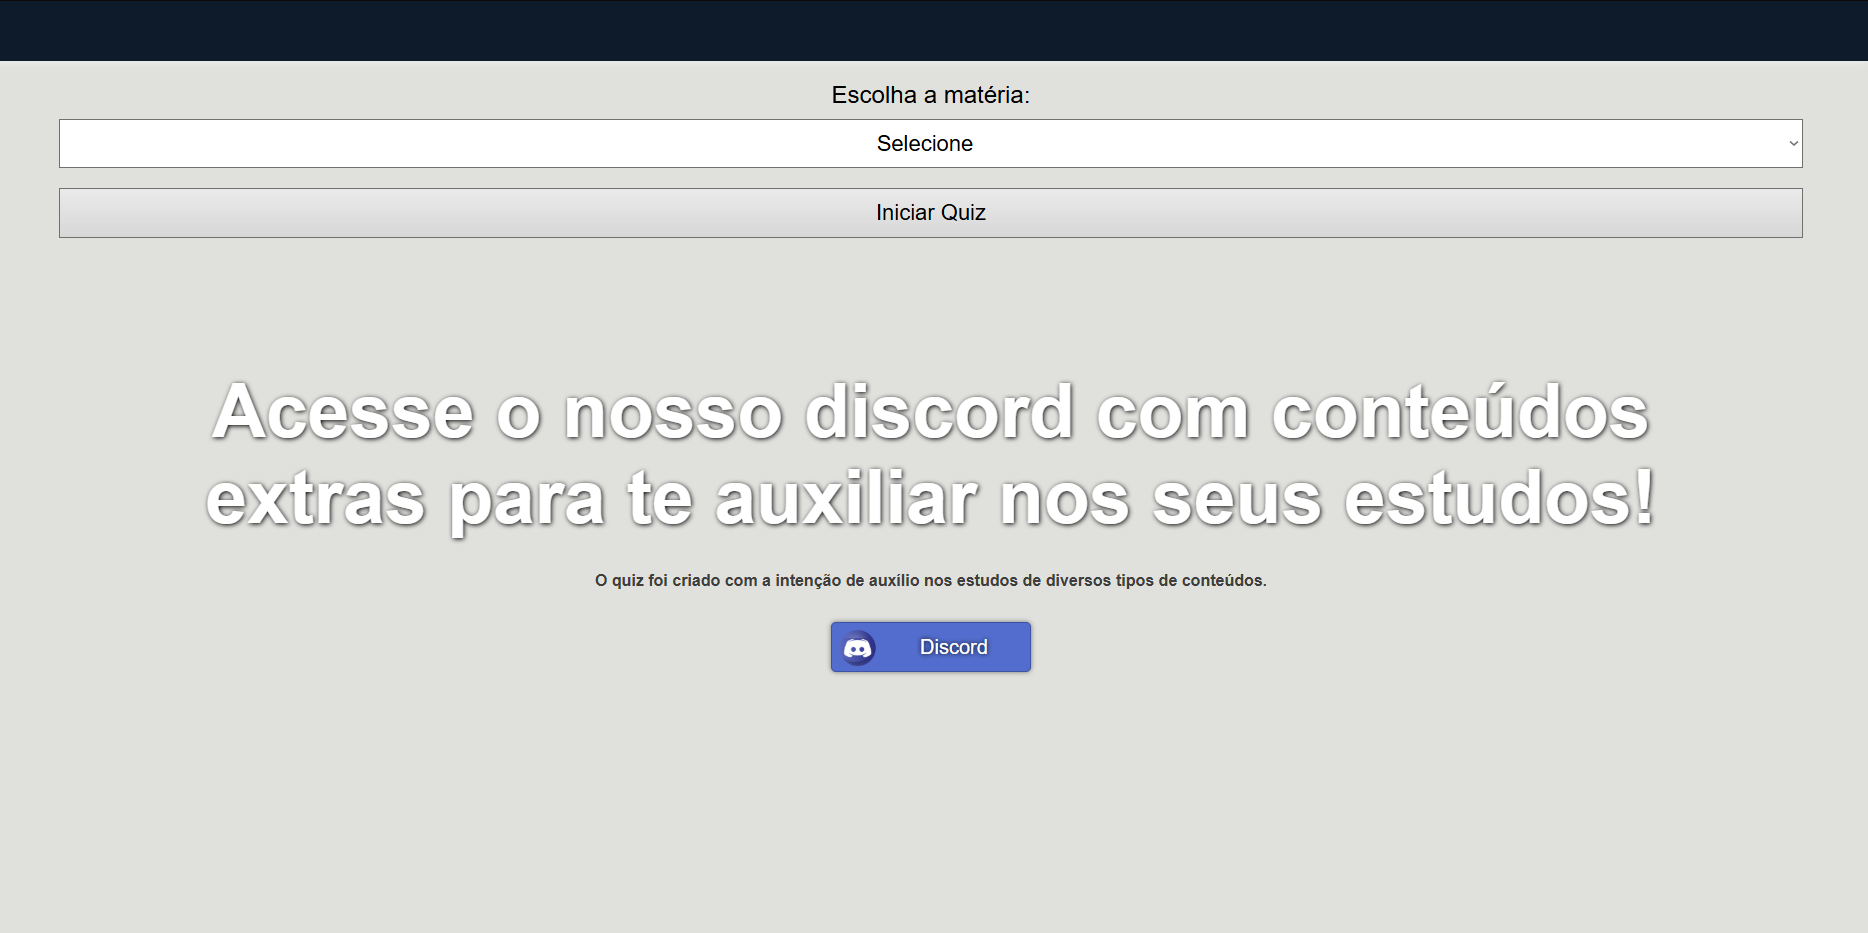 Escolha a matéria:
Selecione
Iniciar Quiz
Acesse o nosso discord com conteúdos
extras para te auxiliar nos seus estudos!
O quiz foi criado com a intenção de auxílio nos estudos de diversos tipos de conteúdos.
Discord